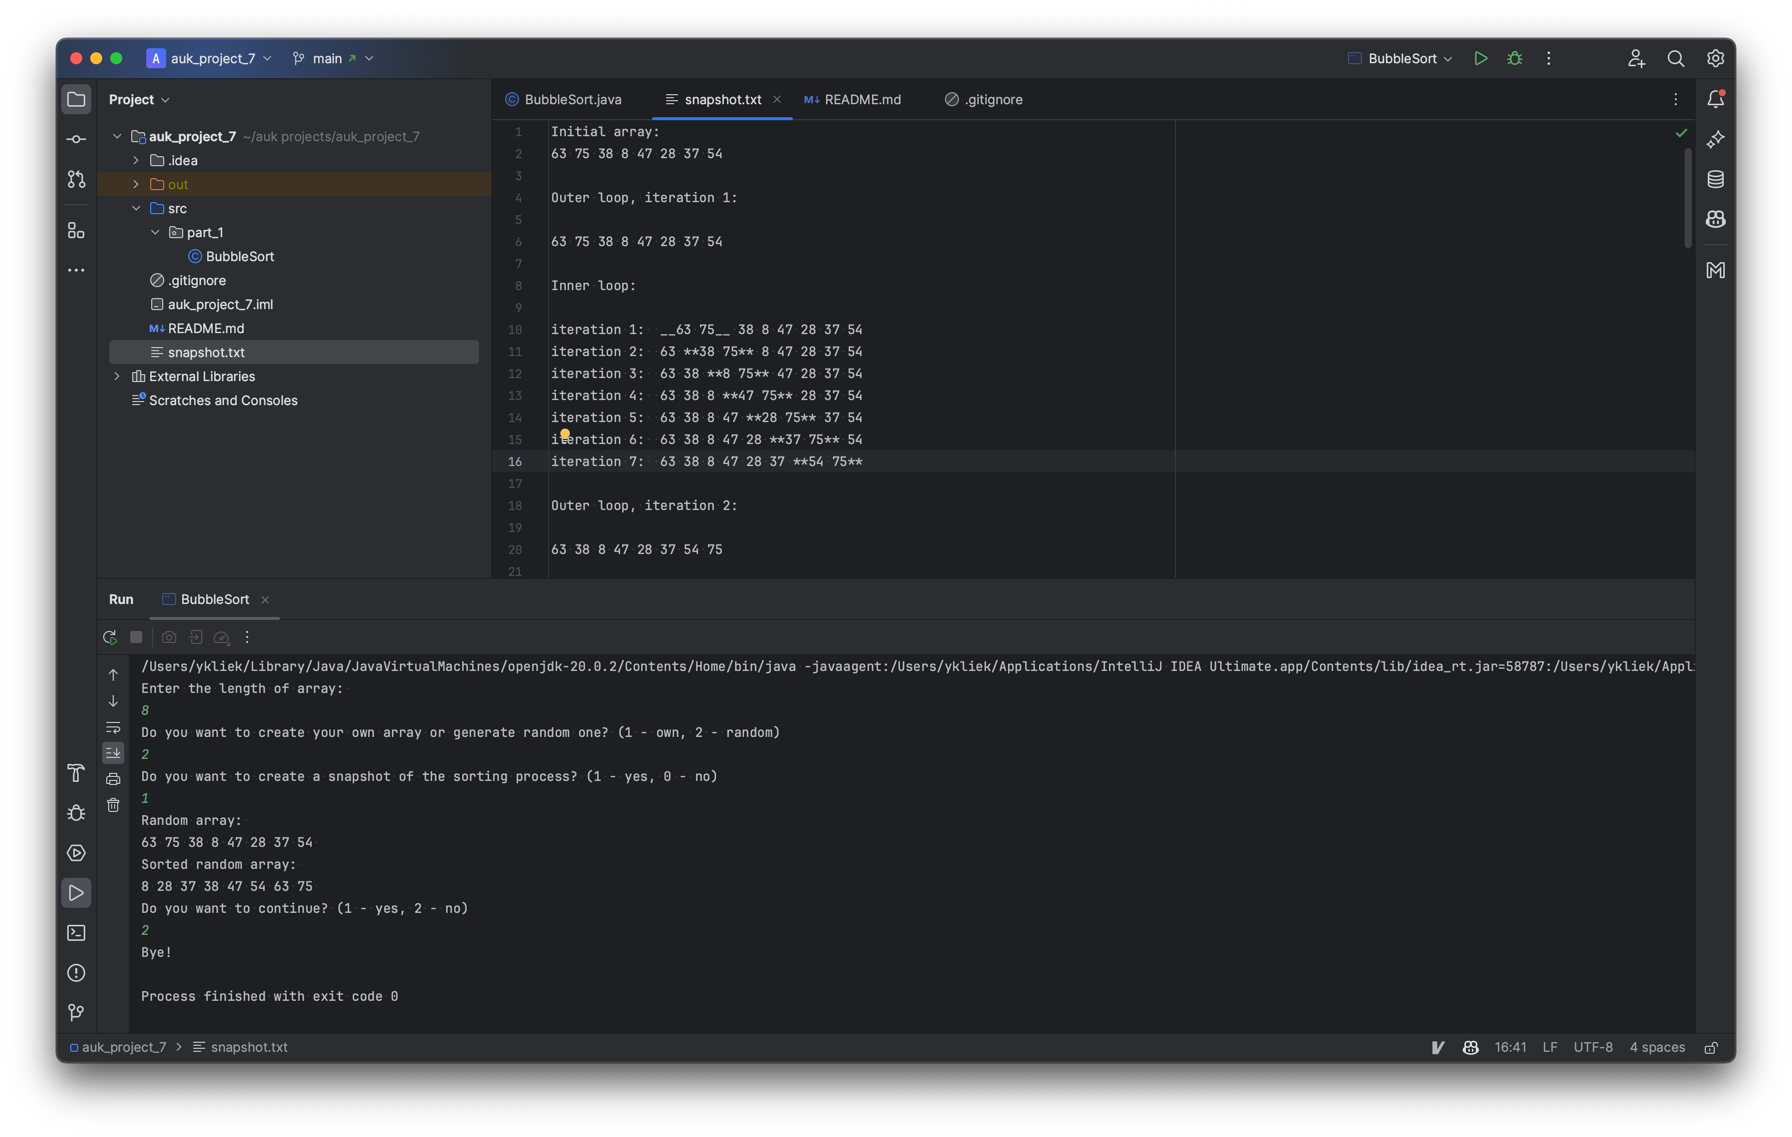 A auk_project_7 main BubbleSort
Project
BubbleSort.java snapshot.txt M↓ README.md .gitignore
auk_project_7 ~/auk projects/auk_project_7
.idea
out
src
part_1
BubbleSort
.gitignore
auk_project_7.iml
M↓ README.md
snapshot.txt
External Libraries
Scratches and Consoles
1 Initial array:
2 63 75 38 8 47 28 37 54
3
4 Outer loop, iteration 1:
5
6 63 75 38 8 47 28 37 54
7
8 Inner loop:
9
10 iteration 1:  __63 75__ 38 8 47 28 37 54
11 iteration 2:  63 **38 75** 8 47 28 37 54
12 iteration 3:  63 38 **8 75** 47 28 37 54
13 iteration 4:  63 38 8 **47 75** 28 37 54
14 iteration 5:  63 38 8 47 **28 75** 37 54
15 iteration 6:  63 38 8 47 28 **37 75** 54
16 iteration 7:  63 38 8 47 28 37 **54 75**
17
18 Outer loop, iteration 2:
19
20 63 38 8 47 28 37 54 75
21
Run BubbleSort
/Users/ykliek/Library/Java/JavaVirtualMachines/openjdk-20.0.2/Contents/Home/bin/java -javaagent:/Users/ykliek/Applications/IntelliJ IDEA Ultimate.app/Contents/lib/idea_rt.jar=58787:/Users/ykliek/Appl
Enter the length of array:
8
Do you want to create your own array or generate random one? (1 - own, 2 - random)
2
Do you want to create a snapshot of the sorting process? (1 - yes, 0 - no)
1
Random array:
63 75 38 8 47 28 37 54
Sorted random array:
8 28 37 38 47 54 63 75
Do you want to continue? (1 - yes, 2 - no)
2
Bye!
Process finished with exit code 0
auk_project_7 > snapshot.txt 16:41 LF UTF-8 4 spaces